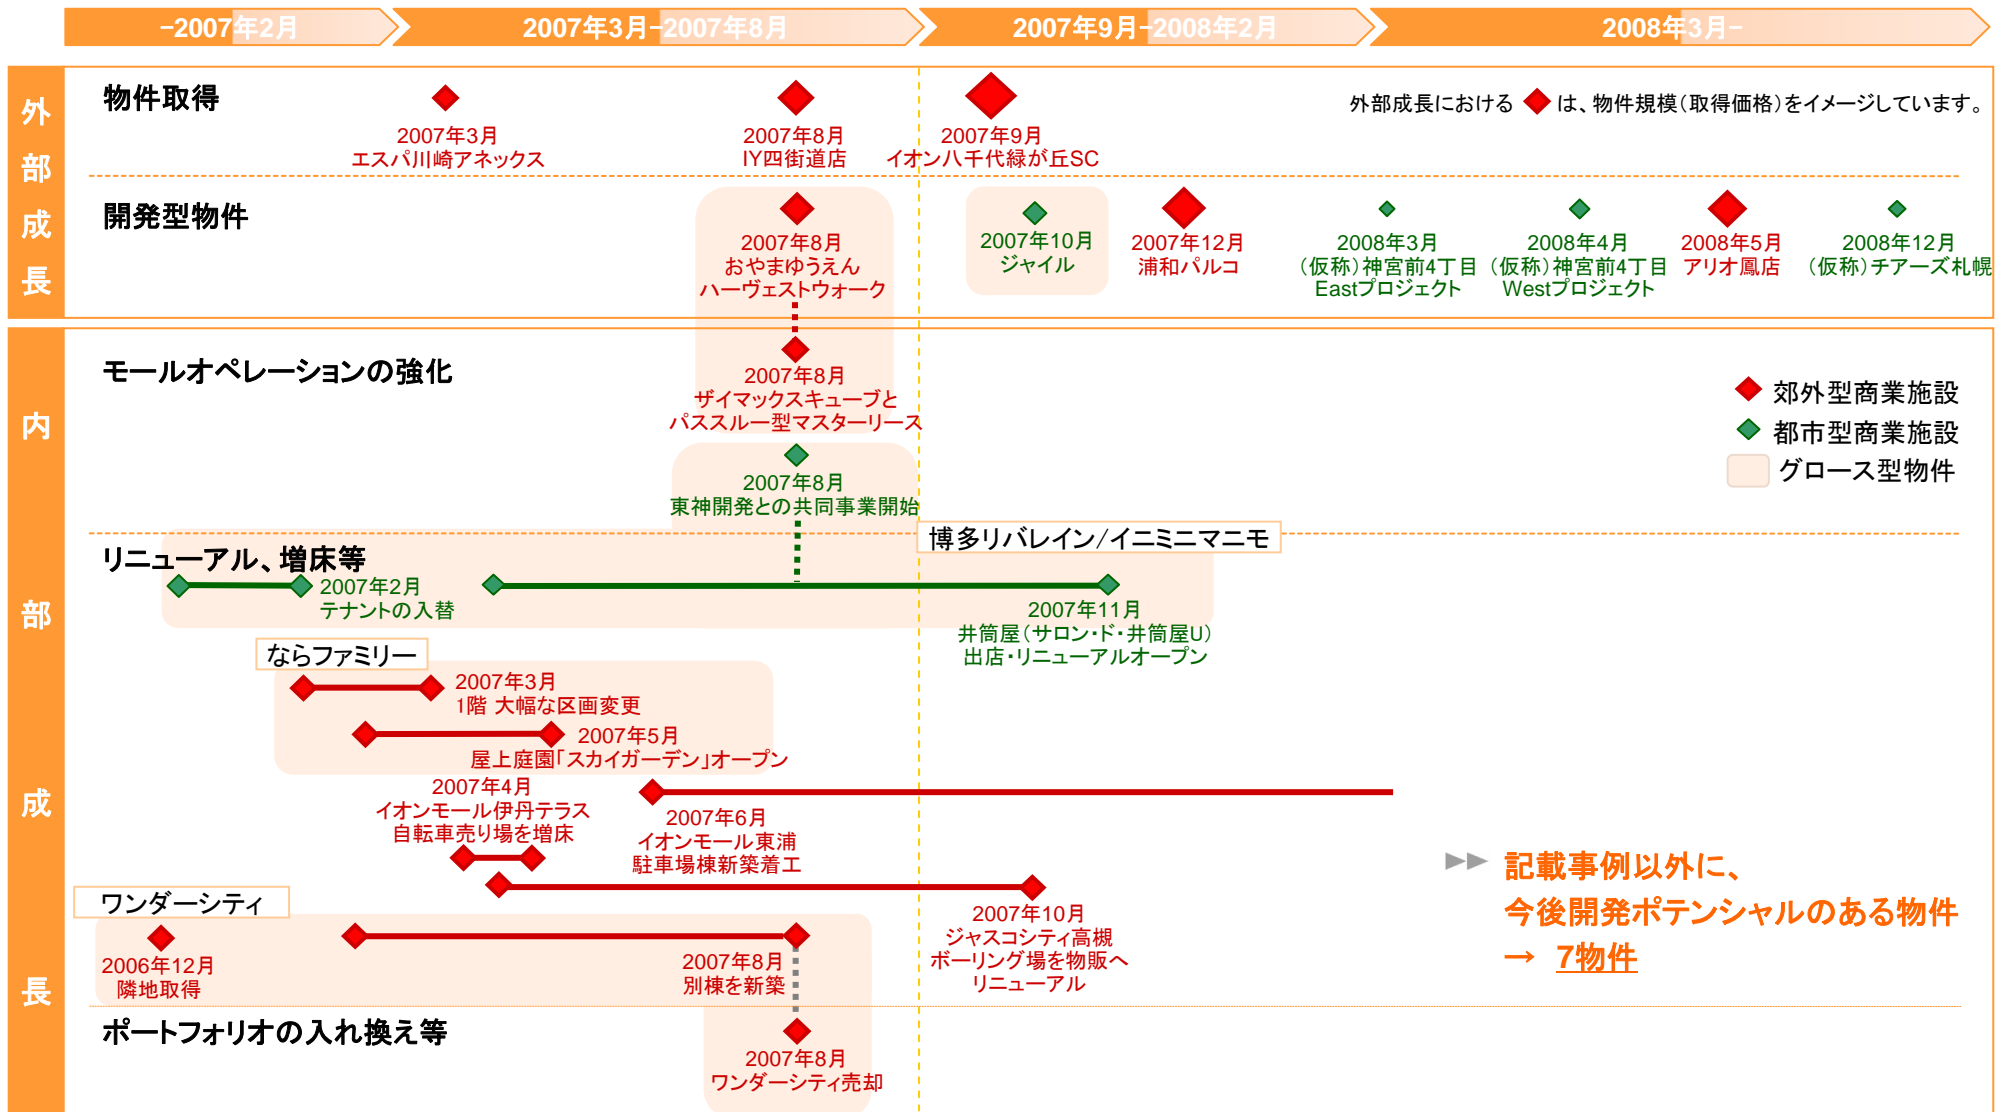 −2007年2月
2007年3月−2007年8月
2007年9月−2008年2月
2008年3月−
外部成長
物件取得
外部成長における は、物件規模（取得価格）をイメージしています。
2007年3月
エスパ川崎アネックス
2007年8月
IY四街道店
2007年9月
イオン八千代緑が丘SC
開発型物件
2007年8月
おやまゆうえん
ハーヴェストウォーク
2007年10月
ジャイル
2007年12月
浦和パルコ
2008年3月
（仮称）神宮前4丁目
Eastプロジェクト
2008年4月
（仮称）神宮前4丁目
Westプロジェクト
2008年5月
アリオ鳳店
2008年12月
（仮称）チアーズ札幌
内部成長
モールオペレーションの強化
2007年8月
ザイマックスキューブと
パススルー型マスターリース
2007年8月
東神開発との共同事業開始
郊外型商業施設
都市型商業施設
グロース型物件
リニューアル、増床等
博多リバレイン/イニミニマニモ
2007年2月
テナントの入替
2007年11月
井筒屋（サロン・ド・井筒屋U）
出店・リニューアルオープン
ならファミリー
2007年3月
1階 大幅な区画変更
2007年5月
屋上庭園「スカイガーデン」オープン
2007年4月
イオンモール伊丹テラス
自転車売り場を増床
2007年6月
イオンモール東浦
駐車場棟新築着工
ワンダーシティ
2006年12月
隣地取得
2007年8月
別棟を新築
2007年10月
ジャスコシティ高槻
ボーリング場を物販へ
リニューアル
記載事例以外に、
今後開発ポテンシャルのある物件
→ 7物件
ポートフォリオの入れ換え等
2007年8月
ワンダーシティ売却